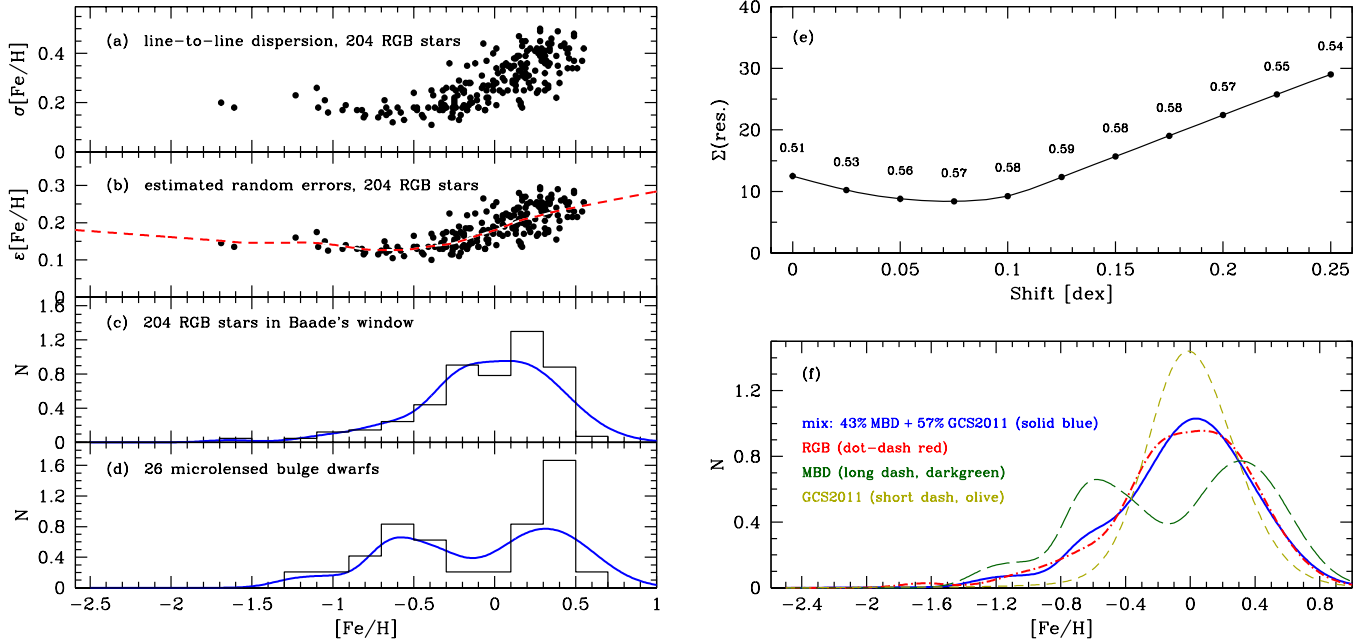 (a) line-to-line dispersion, 204 RGB stars
σ[Fe/H]
0.4
0.2
0
(b) estimated random errors, 204 RGB stars
ε[Fe/H]
0.3
0.2
0.1
0
(c) 204 RGB stars in Baade's window
N
1.6
1.2
0.8
0.4
0
(d) 26 microlensed bulge dwarfs
N
1.6
1.2
0.8
0.4
0
−2.5 −2 −1.5 −1 −0.5 0 0.5 1
[Fe/H]
(e)
Σ(res.)
40
30
20
10
0
0.51 0.53 0.56 0.57 0.58 0.59 0.58 0.58 0.57 0.55 0.54
0 0.05 0.1 0.15 0.2 0.25
Shift [dex]
(f)
mix: 43% MBD + 57% GCS2011 (solid blue)
RGB (dot-dash red)
MBD (long dash, darkgreen)
GCS2011 (short dash, olive)
N
1.2
0.8
0.4
0
−2.4 −2 −1.6 −1.2 −0.8 −0.4 0 0.4 0.8
[Fe/H]